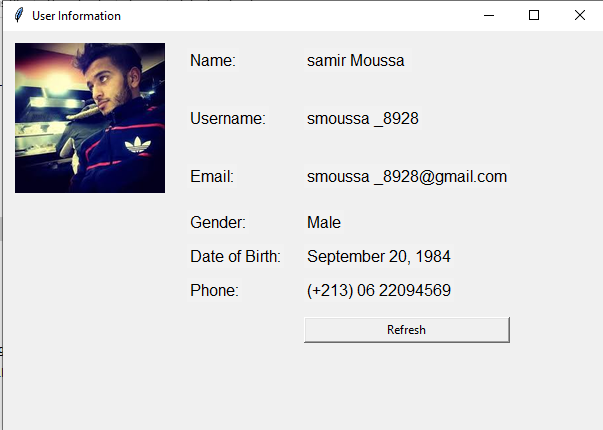 User Information
Name: samir Moussa
Username: smoussa _8928
Email: smoussa _8928@gmail.com
Gender: Male
Date of Birth: September 20, 1984
Phone: (+213) 06 22094569
Refresh